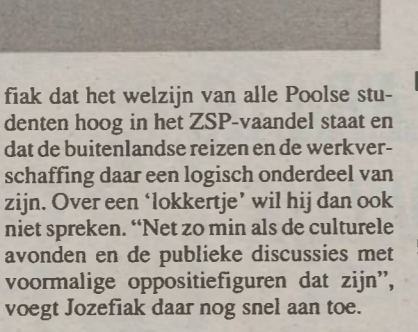 fiak dat het welzijn van alle Poolse stu-
denten hoog in het ZSP-vaandel staat en
dat de buitenlandse reizen en de werkver-
schaffing daar een logisch onderdeel van
zijn. Over een ‘lokkertje’ wil hij dan ook
niet spreken. “Net zo min als de culturele
avonden en de publieke discussies met
voormalige oppositiefiguren dat zijn”,
voegt Jozefiak daar nog snel aan toe.